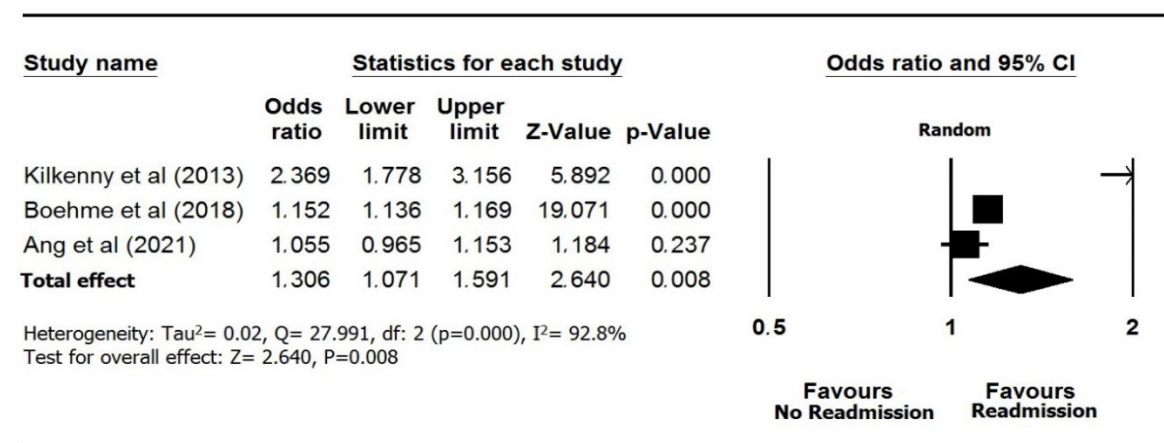 Study name Statistics for each study Odds ratio and 95% CI
Odds Lower Upper
ratio limit limit Z-Value p-Value Random
Kilkenny et al (2013) 2.369 1.778 3.156 5.892 0.000
Boehme et al (2018) 1.152 1.136 1.169 19.071 0.000
Ang et al (2021) 1.055 0.965 1.153 1.184 0.237
Total effect 1.306 1.071 1.591 2.640 0.008
Heterogeneity: Tau²= 0.02, Q= 27.991, df: 2 (p=0.000), I²= 92.8%
Test for overall effect: Z= 2.640, P=0.008
0.5 1 2
Favours Favours
No Readmission Readmission